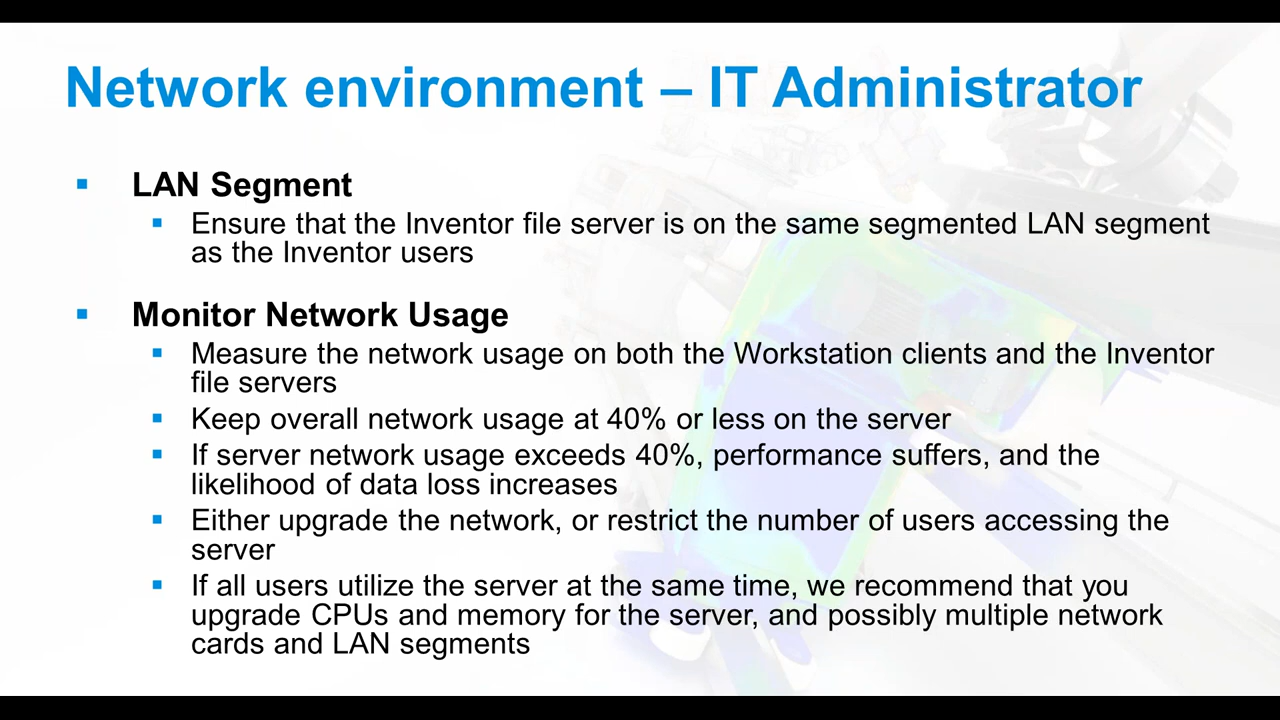 Network environment – IT Administrator
LAN Segment
Ensure that the Inventor file server is on the same segmented LAN segment
as the Inventor users
Monitor Network Usage
Measure the network usage on both the Workstation clients and the Inventor
file servers
Keep overall network usage at 40% or less on the server
If server network usage exceeds 40%, performance suffers, and the
likelihood of data loss increases
Either upgrade the network, or restrict the number of users accessing the
server
If all users utilize the server at the same time, we recommend that you
upgrade CPUs and memory for the server, and possibly multiple network
cards and LAN segments